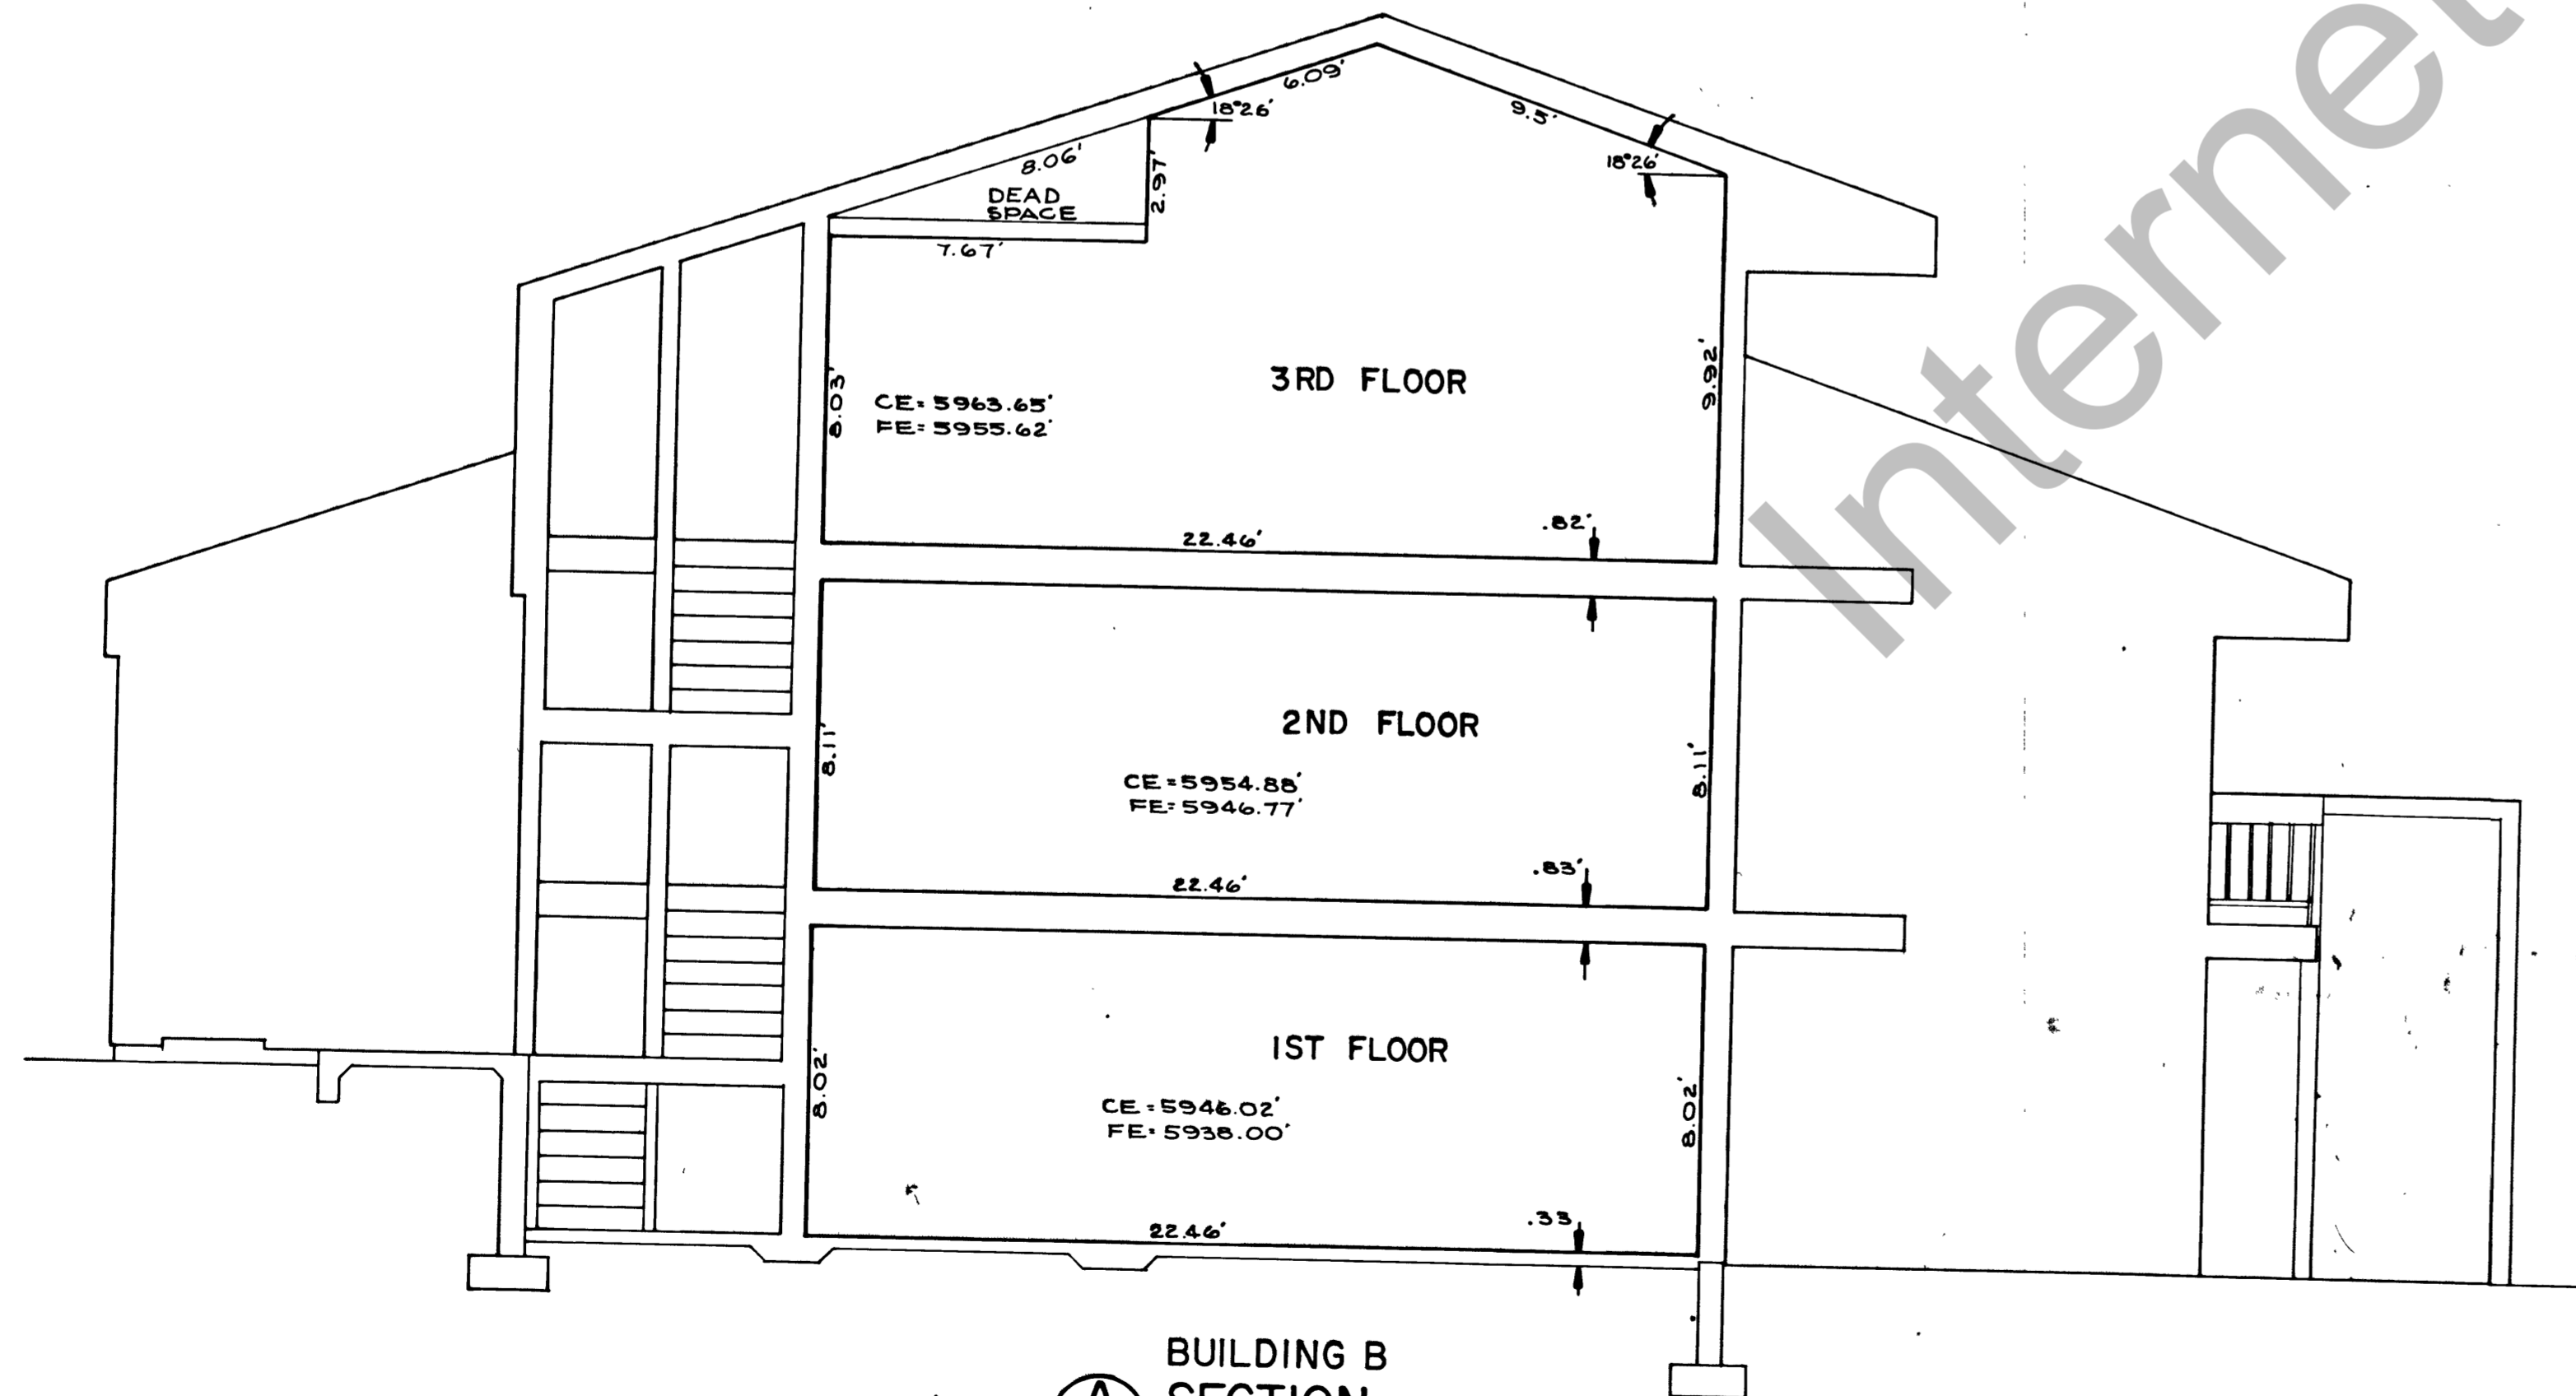 6.09'
18°26'
9.5'
18°26'
8.06'
DEAD
SPACE
2.97'
7.67'
3RD FLOOR
8.03'
CE= 5963.65'
FE= 5955.62'
9.92'
.82'
22.46'
2ND FLOOR
8.11'
8.11'
CE=5954.88'
FE=5946.77'
.83'
22.46'
1ST FLOOR
8.02'
8.02'
CE=5946.02'
FE=5938.00'
.33
22.46'
BUILDING B
A SECTION
Internet